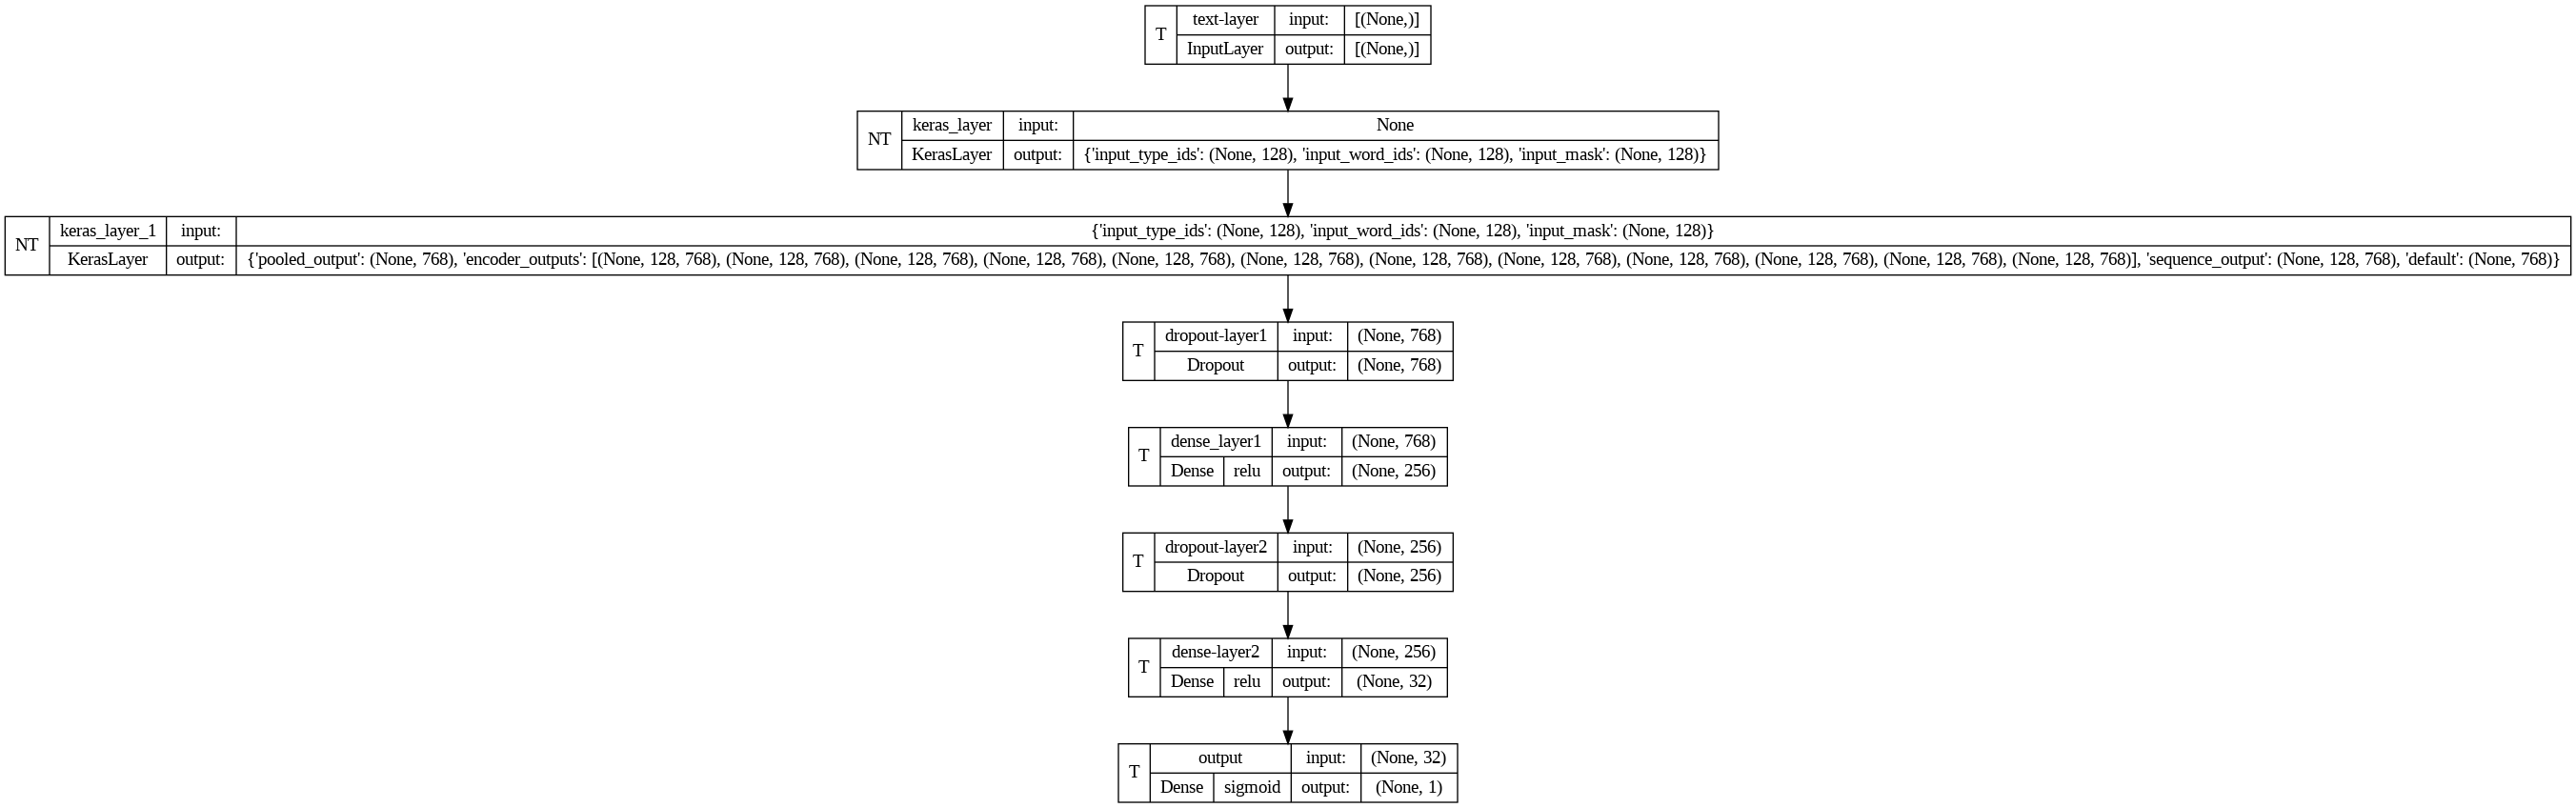 T text-layer input: [(None,)]
InputLayer output: [(None,)]
NT keras_layer input: None
KerasLayer output: {'input_type_ids': (None, 128), 'input_word_ids': (None, 128), 'input_mask': (None, 128)}
NT keras_layer_1 input: {'input_type_ids': (None, 128), 'input_word_ids': (None, 128), 'input_mask': (None, 128)}
KerasLayer output: {'pooled_output': (None, 768), 'encoder_outputs': [(None, 128, 768), (None, 128, 768), (None, 128, 768), (None, 128, 768), (None, 128, 768), (None, 128, 768), (None, 128, 768), (None, 128, 768), (None, 128, 768), (None, 128, 768), (None, 128, 768), (None, 128, 768)], 'sequence_output': (None, 128, 768), 'default': (None, 768)}
T dropout-layer1 input: (None, 768)
Dropout output: (None, 768)
T dense_layer1 input: (None, 768)
Dense relu output: (None, 256)
T dropout-layer2 input: (None, 256)
Dropout output: (None, 256)
T dense-layer2 input: (None, 256)
Dense relu output: (None, 32)
T output input: (None, 32)
Dense sigmoid output: (None, 1)